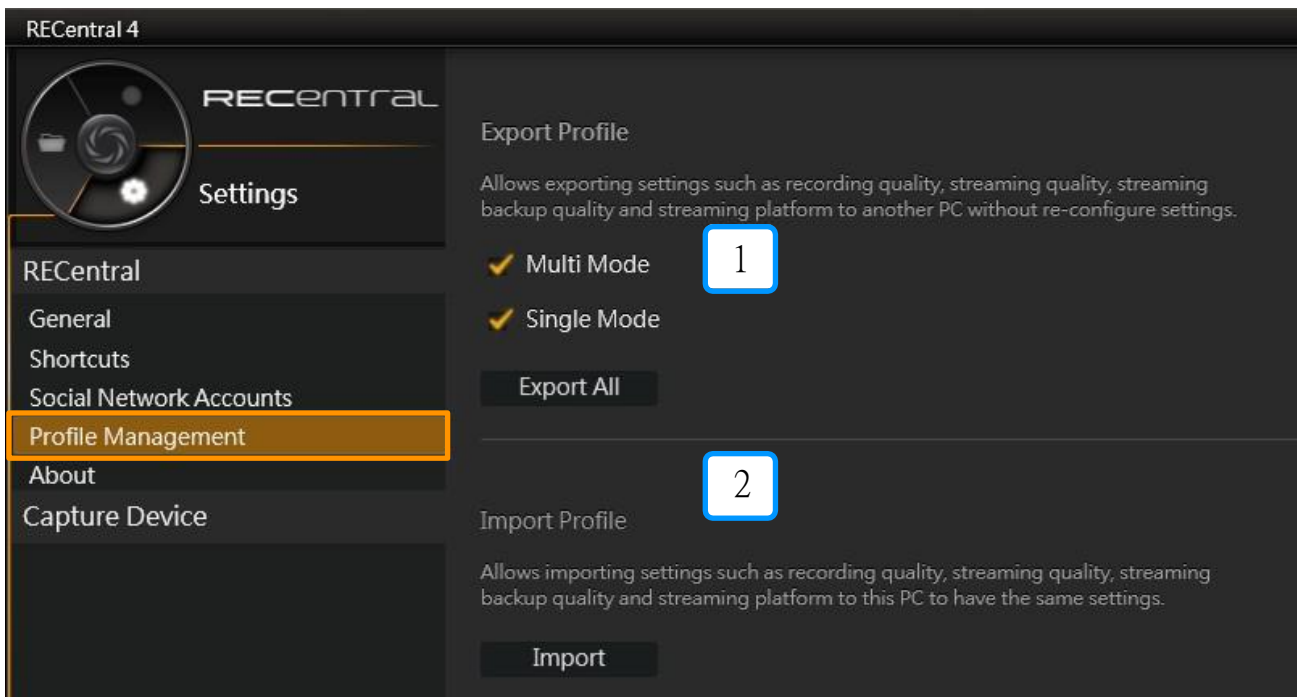 RECentral 4
RECentral
Settings
RECentral
General
Shortcuts
Social Network Accounts
Profile Management
About
Capture Device
Export Profile
Allows exporting settings such as recording quality, streaming quality, streaming
backup quality and streaming platform to another PC without re-configure settings.
Multi Mode
1
Single Mode
Export All
2
Import Profile
Allows importing settings such as recording quality, streaming quality, streaming
backup quality and streaming platform to this PC to have the same settings.
Import